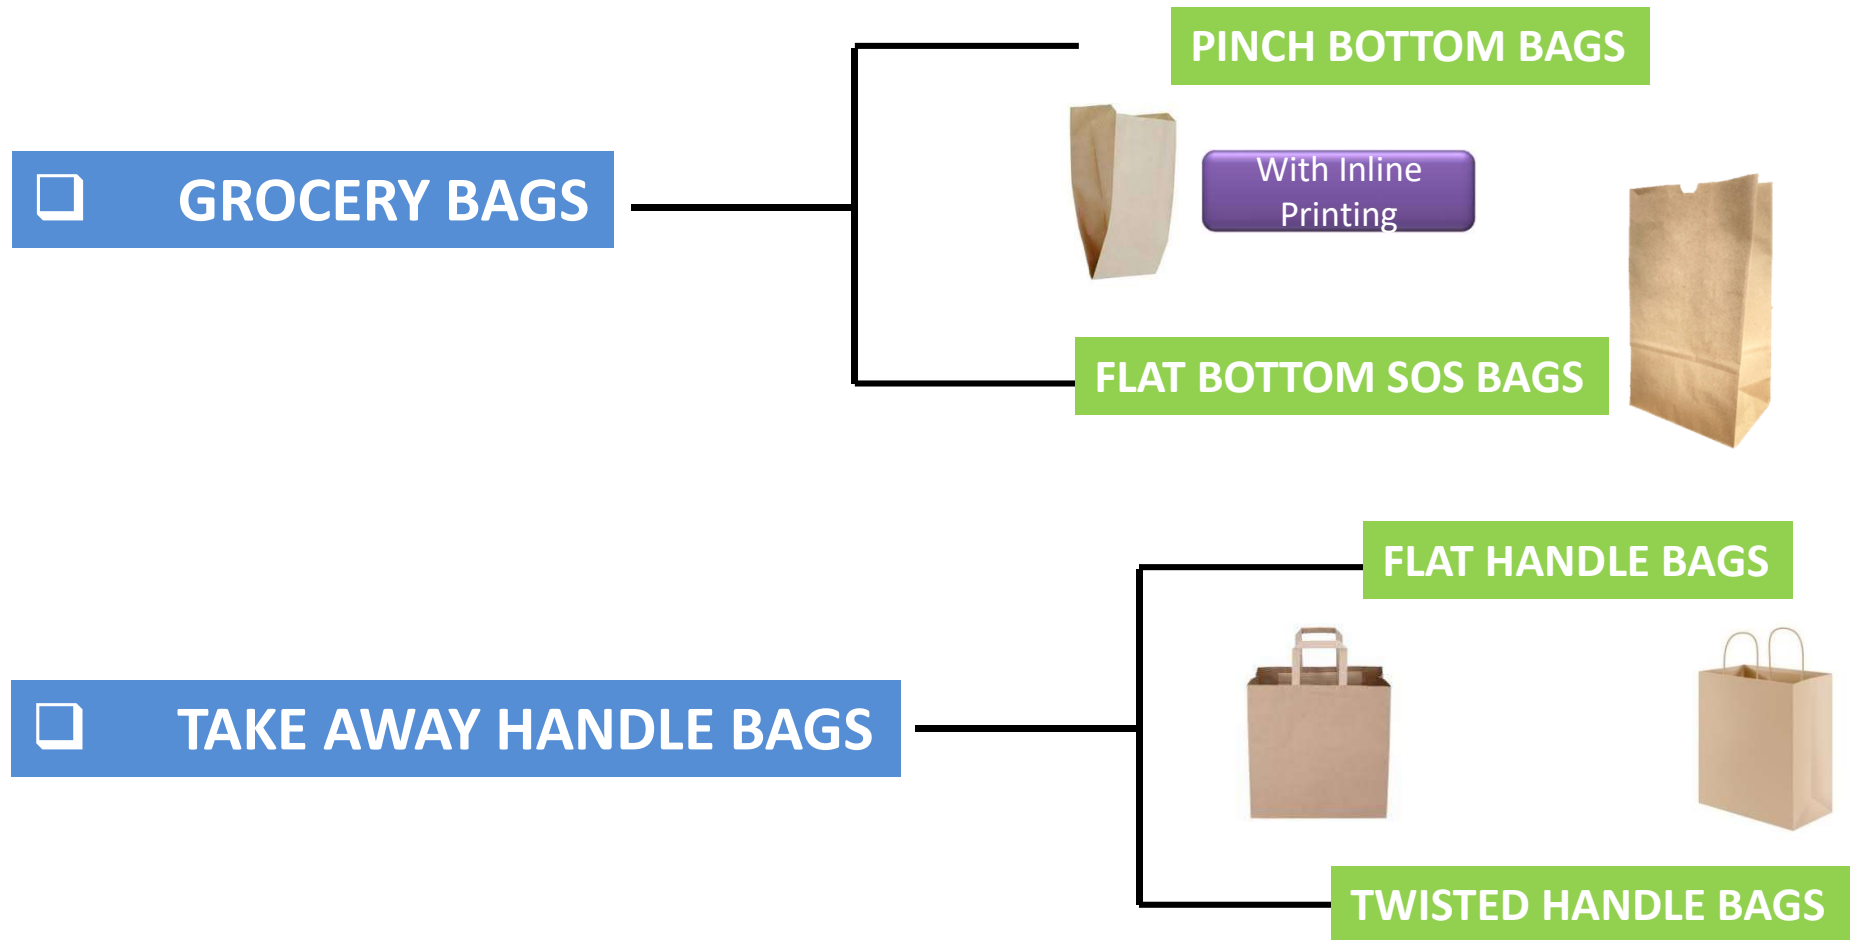 PINCH BOTTOM BAGS
❑ GROCERY BAGS
With Inline
Printing
FLAT BOTTOM SOS BAGS
FLAT HANDLE BAGS
❑ TAKE AWAY HANDLE BAGS
TWISTED HANDLE BAGS